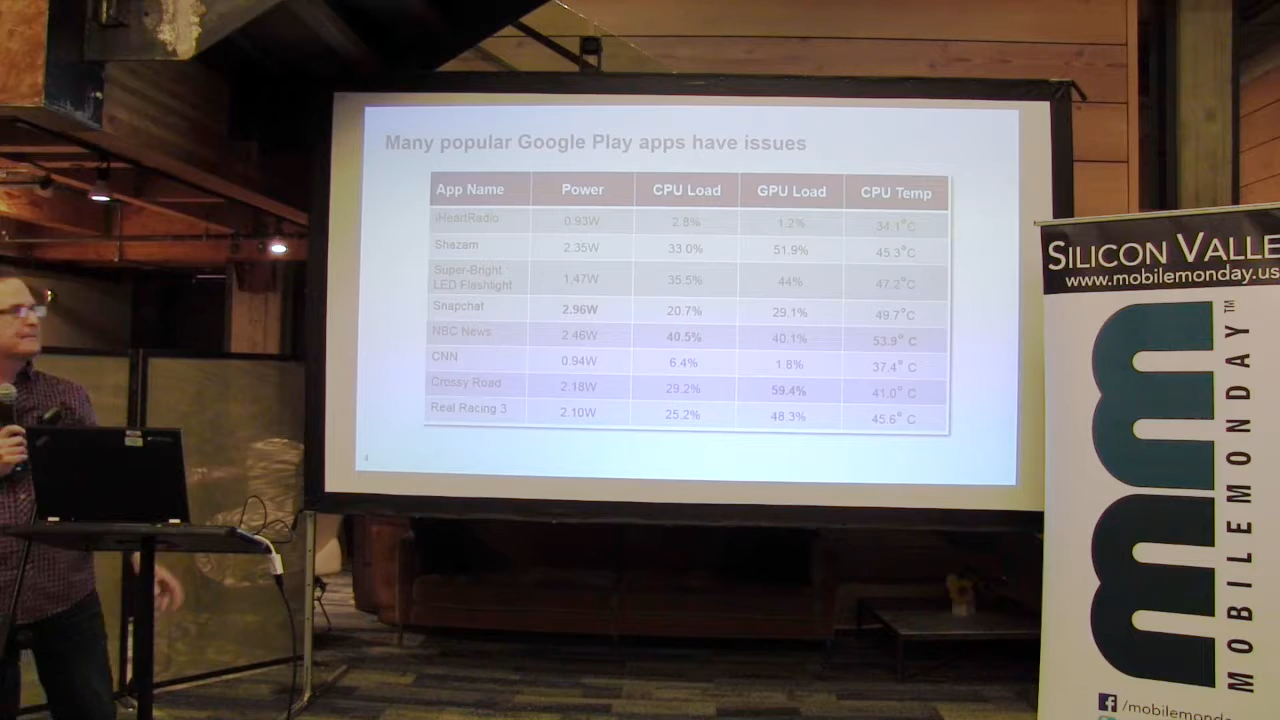 Many popular Google Play apps have issues
App Name Power CPU Load GPU Load CPU Temp
iHeartRadio 0.93W 2.8% 1.2% 34.1°C
Shazam 2.35W 33.0% 51.9% 45.3°C
Super-Bright
LED Flashlight 1.47W 35.5% 44% 47.2°C
Snapchat 2.96W 20.7% 29.1% 49.7°C
NBC News 2.46W 40.5% 40.1% 53.9° C
CNN 0.94W 6.4% 1.8% 37.4° C
Crossy Road 2.18W 29.2% 59.4% 41.0° C
Real Racing 3 2.10W 25.2% 48.3% 45.6° C
4
SILICON VALLE
www.mobilemonday.us
MOBILEMONDAY™
/mobilemonda